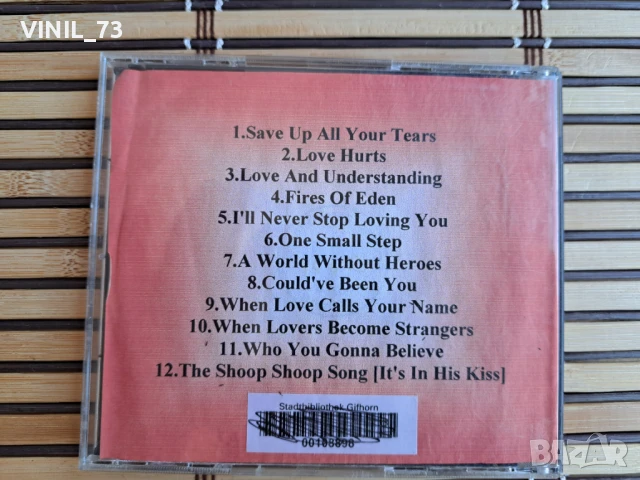 VINIL_73
1.Save Up All Your Tears
2.Love Hurts
3.Love And Understanding
4.Fires Of Eden
5.I'll Never Stop Loving You
6.One Small Step
7.A World Without Heroes
8.Could've Been You
9.When Love Calls Your Name
10.When Lovers Become Strangers
11.Who You Gonna Believe
12.The Shoop Shoop Song [It's In His Kiss]
Stadtbibliothek Gifhorn
BAZAR